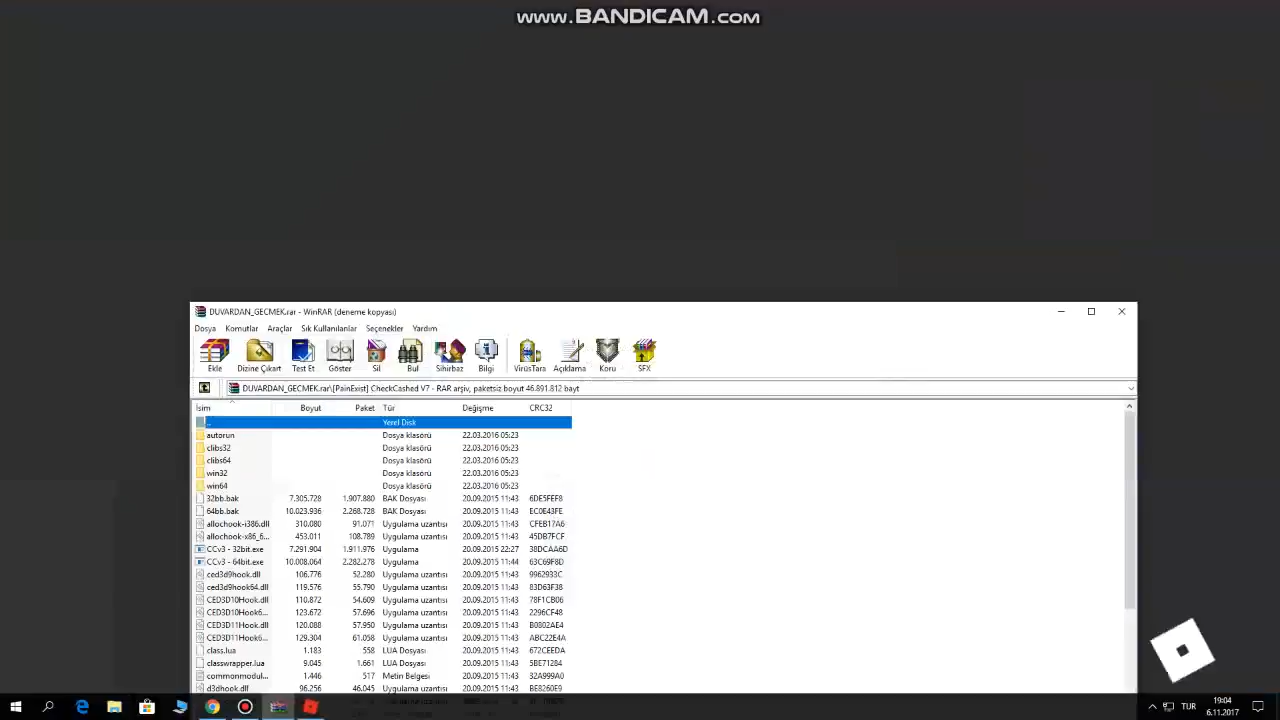 www.BANDICAM.com
DUVARDAN_GECMEK.rar - WinRAR (deneme kopyası)
Dosya Komutlar Araçlar Sık Kullanılanlar Seçenekler Yardım
Ekle Dizine Çıkart Test Et Göster Sil Bul Sihirbaz Bilgi VirüsTara Açıklama Koru SFX
DUVARDAN_GECMEK.rar\[PainExist] CheckCashed V7 - RAR arşiv, paketsiz boyut 46.891.812 bayt
İsim Boyut Paket Tür Değişme CRC32
.. Yerel Disk
autorun Dosya klasörü 22.03.2016 05:23
clibs32 Dosya klasörü 22.03.2016 05:23
clibs64 Dosya klasörü 22.03.2016 05:23
win32 Dosya klasörü 22.03.2016 05:23
win64 Dosya klasörü 22.03.2016 05:23
32bb.bak 7.305.728 1.907.880 BAK Dosyası 20.09.2015 11:43 6DE5FEF8
64bb.bak 10.023.936 2.268.728 BAK Dosyası 20.09.2015 11:43 EC0E43FE
allochook-i386.dll 310.080 91.071 Uygulama uzantısı 20.09.2015 11:43 CFEB17A6
allochook-x86_6... 453.011 108.789 Uygulama uzantısı 20.09.2015 11:43 45DB7FCF
CCv3 - 32bit.exe 7.291.904 1.911.976 Uygulama 20.09.2015 22:27 38DCAA6D
CCv3 - 64bit.exe 10.008.064 2.282.278 Uygulama 20.09.2015 11:44 63C69F8D
ced3d9hook.dll 106.776 52.280 Uygulama uzantısı 20.09.2015 11:43 9962933C
ced3d9hook64.dll 119.576 55.790 Uygulama uzantısı 20.09.2015 11:43 83D63F38
CED3D10Hook.dll 110.872 54.609 Uygulama uzantısı 20.09.2015 11:43 78F1CB06
CED3D10Hook6... 123.672 57.696 Uygulama uzantısı 20.09.2015 11:43 2296CF48
CED3D11Hook.dll 120.088 57.950 Uygulama uzantısı 20.09.2015 11:43 B0802AE4
CED3D11Hook6... 129.304 61.058 Uygulama uzantısı 20.09.2015 11:43 ABC22E4A
class.lua 1.183 558 LUA Dosyası 20.09.2015 11:43 672CEEDA
classwrapper.lua 9.045 1.661 LUA Dosyası 20.09.2015 11:43 5BE71284
commonmodul... 1.446 517 Metin Belgesi 20.09.2015 11:43 32A999A0
d3dhook.dll 96.256 46.045 Uygulama uzantısı 20.09.2015 11:43 BE8260E9
TUR
19:04
6.11.2017